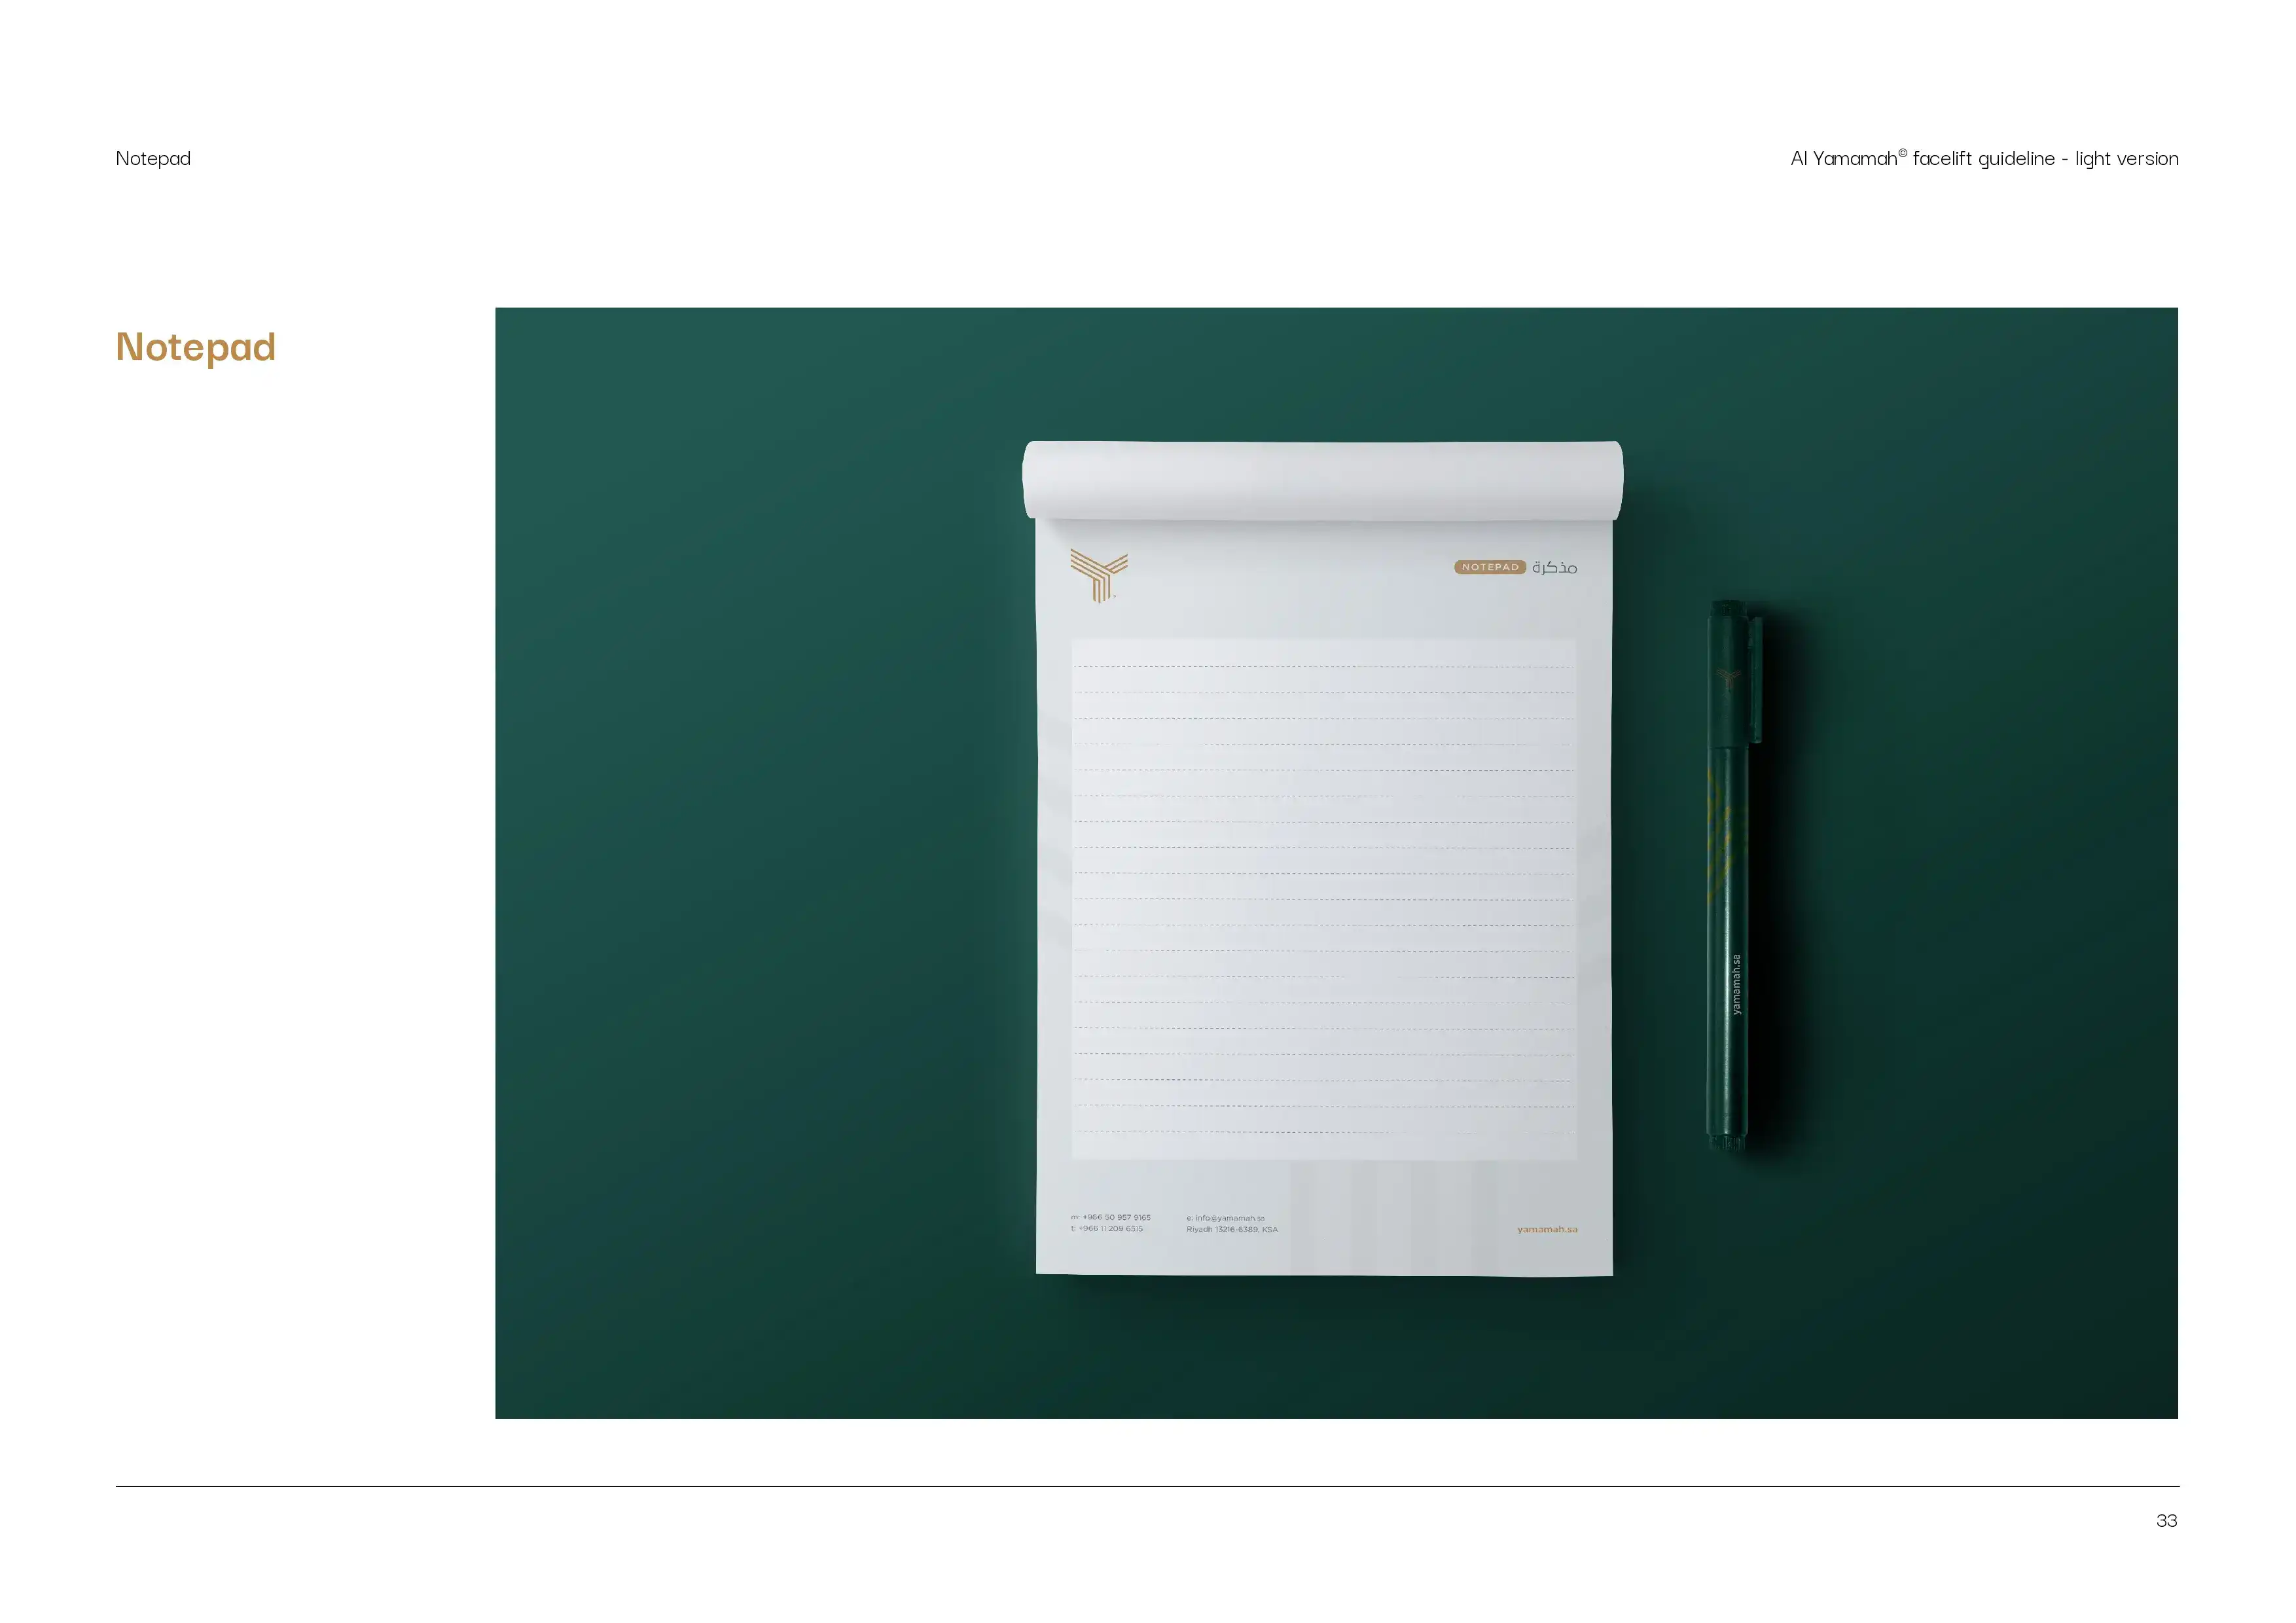 Notepad
Al Yamamah© facelift guideline - light version
Notepad
NOTEPAD مذكرة
yamamah.sa
m: +966 50 957 9165
t: +966 11 209 6515
e: info@yamamah.sa
Riyadh 13216-8389, KSA
yamamah.sa
33